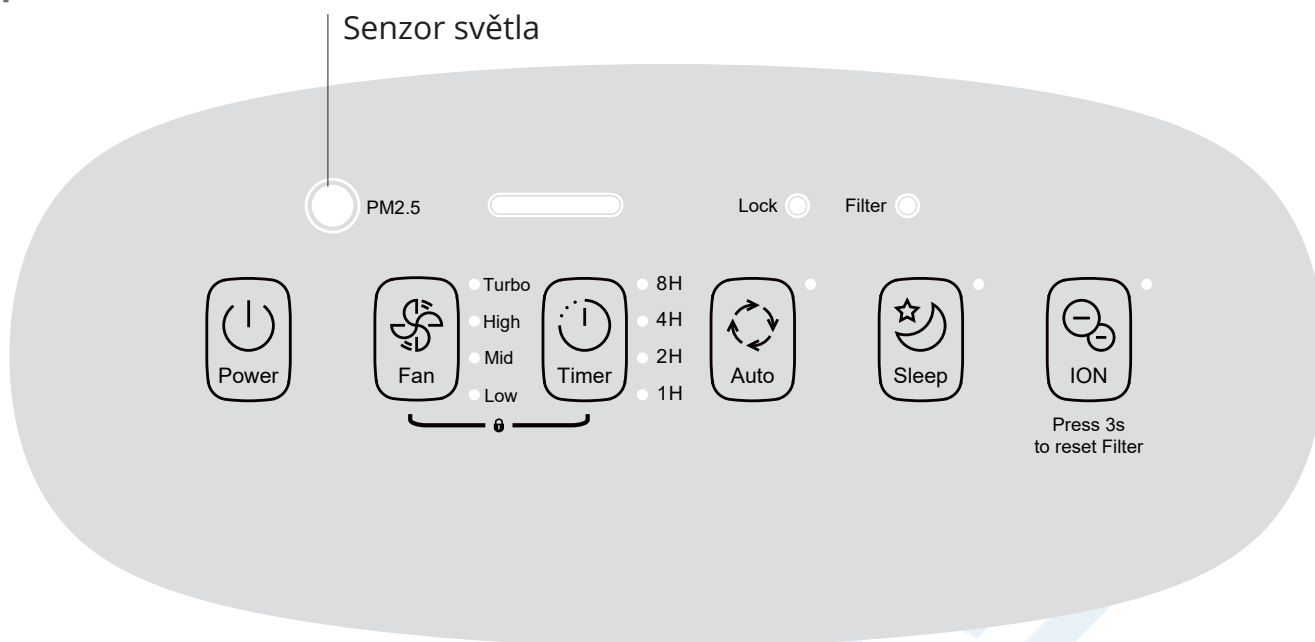 Senzor světla
PM2.5
Lock
Filter
Power
Fan
Turbo
High
Mid
Low
Timer
8H
4H
2H
1H
Auto
Sleep
ION
Press 3s
to reset Filter